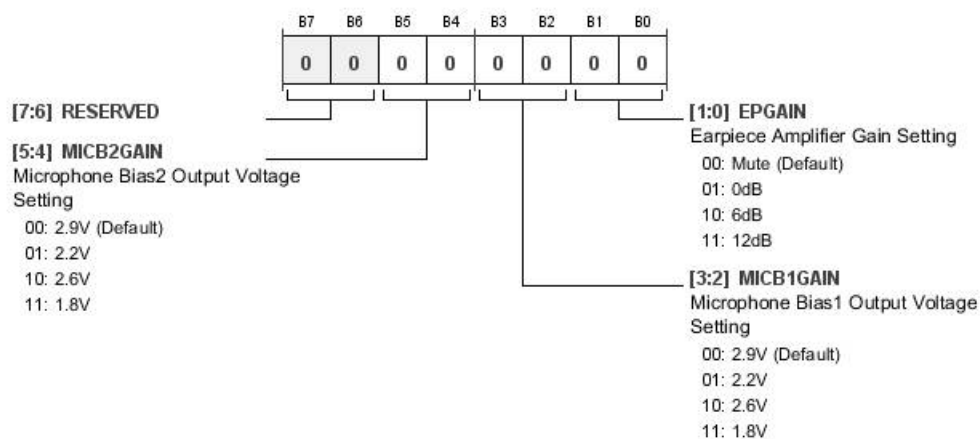 B7 B6 B5 B4 B3 B2 B1 B0
0 0 0 0 0 0 0 0
[7:6] RESERVED
[5:4] MICB2GAIN
Microphone Bias2 Output Voltage
Setting
00: 2.9V (Default)
01: 2.2V
10: 2.6V
11: 1.8V
[1:0] EPGAIN
Earpiece Amplifier Gain Setting
00: Mute (Default)
01: 0dB
10: 6dB
11: 12dB
[3:2] MICB1GAIN
Microphone Bias1 Output Voltage
Setting
00: 2.9V (Default)
01: 2.2V
10: 2.6V
11: 1.8V